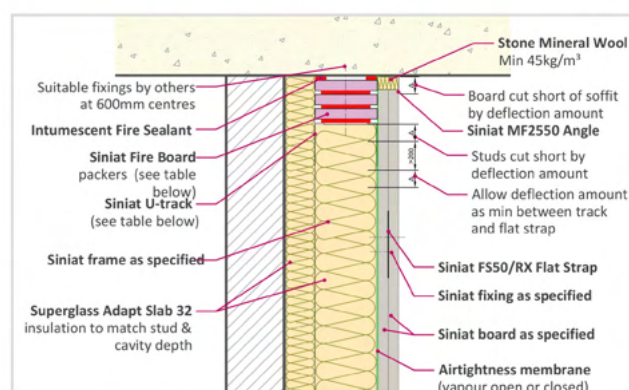 Suitable fixings by others
at 600mm centres
Intumescent Fire Sealant
Siniat Fire Board
packers (see table
below)
Siniat U-track
(see table below)
Siniat frame as specified
Superglass Adapt Slab 32
insulation to match stud &
cavity depth
Stone Mineral Wool
Min 45kg/m³
Board cut short of soffit
by deflection amount
Siniat MF2550 Angle
Studs cut short by
deflection amount
>200
Allow deflection amount
as min between track
and flat strap
Siniat FS50/RX Flat Strap
Siniat fixing as specified
Siniat board as specified
Airtightness membrane
(vapour open or closed)